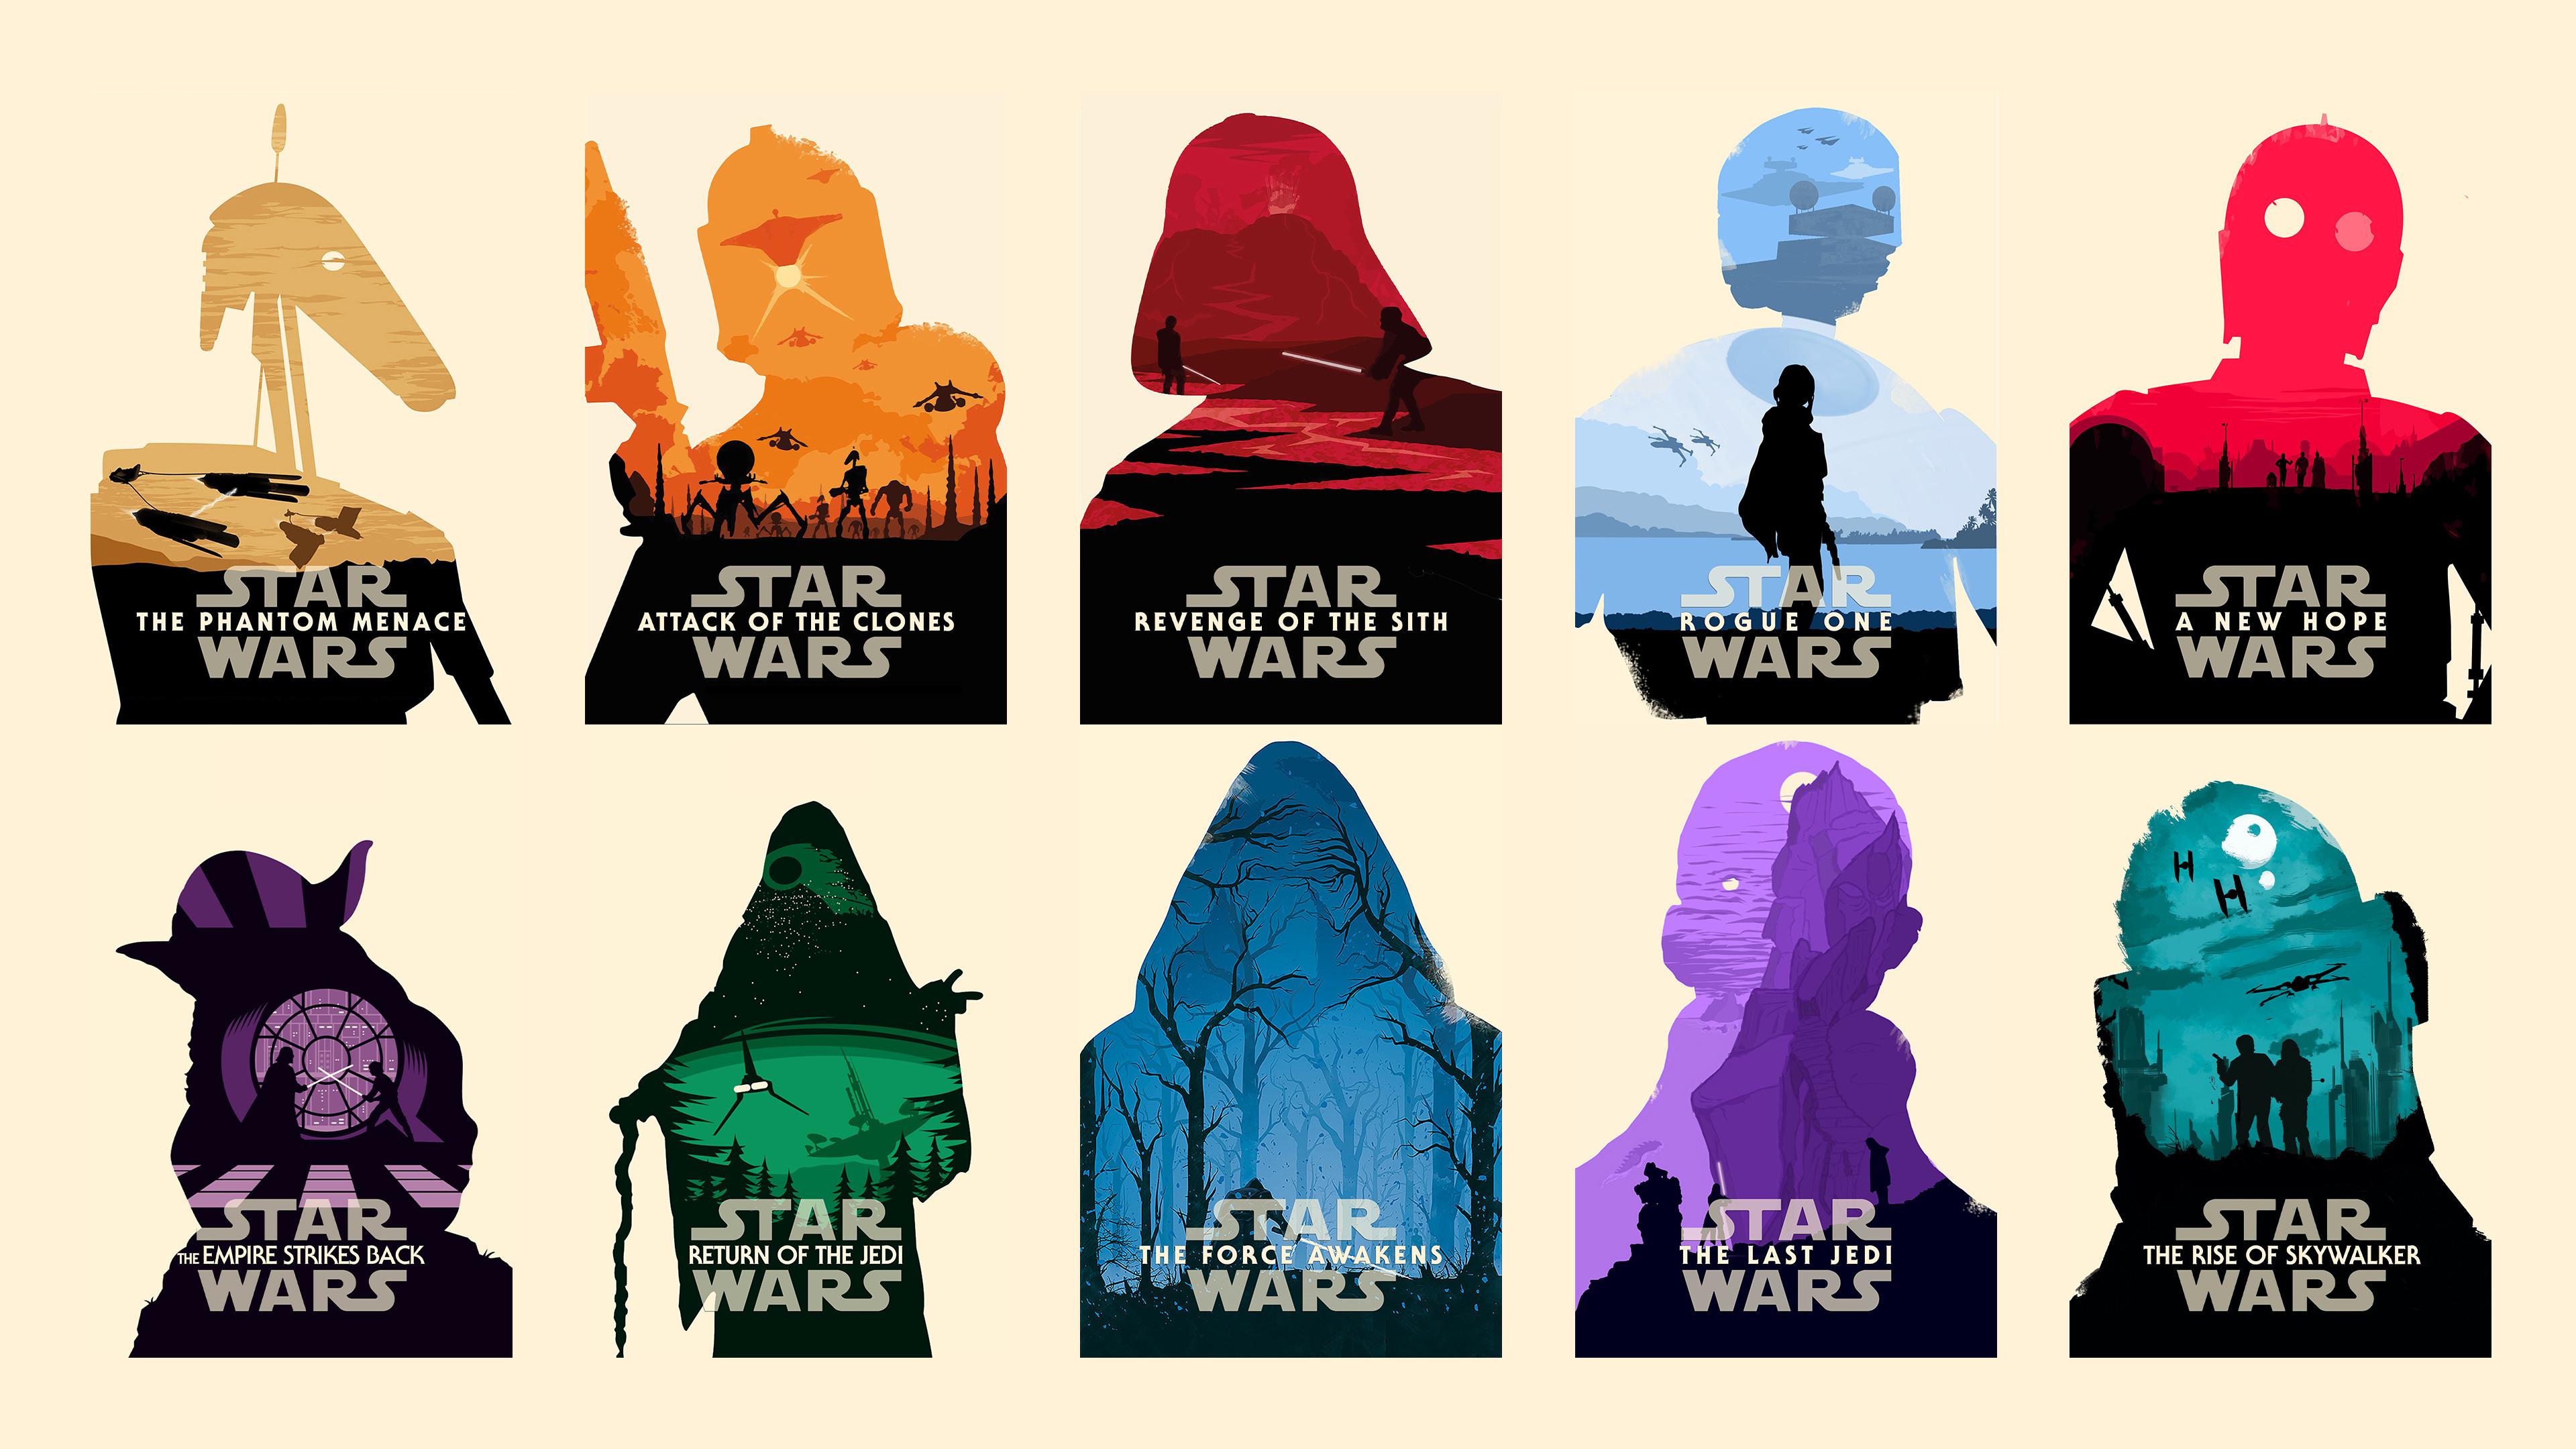 STAR
THE PHANTOM MENACE
WARS
STAR
ATTACK OF THE CLONES
WARS
STAR
REVENGE OF THE SITH
WARS
STAR
ROGUE ONE
WARS
STAR
A NEW HOPE
WARS
STAR
THE EMPIRE STRIKES BACK
WARS
STAR
RETURN OF THE JEDI
WARS
STAR
THE FORCE AWAKENS
WARS
STAR
THE LAST JEDI
WARS
STAR
THE RISE OF SKYWALKER
WARS